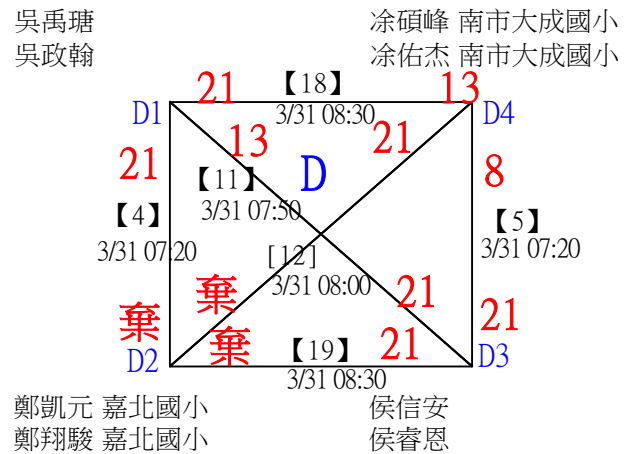 吳禹瑭
凃碩峰 南市大成國小
吳政翰
凃佑杰 南市大成國小
21
【18】
13
D1
3/31 08:30
D4
21
13
D
21
8
【11】
3/31 07:50
【4】
【5】
3/31 07:20
3/31 07:20
[12]
3/31 08:00
棄
21
棄
21
棄
【19】
21
D2
D3
3/31 08:30
鄭凱元 嘉北國小
侯信安
鄭翔駿 嘉北國小
侯睿恩